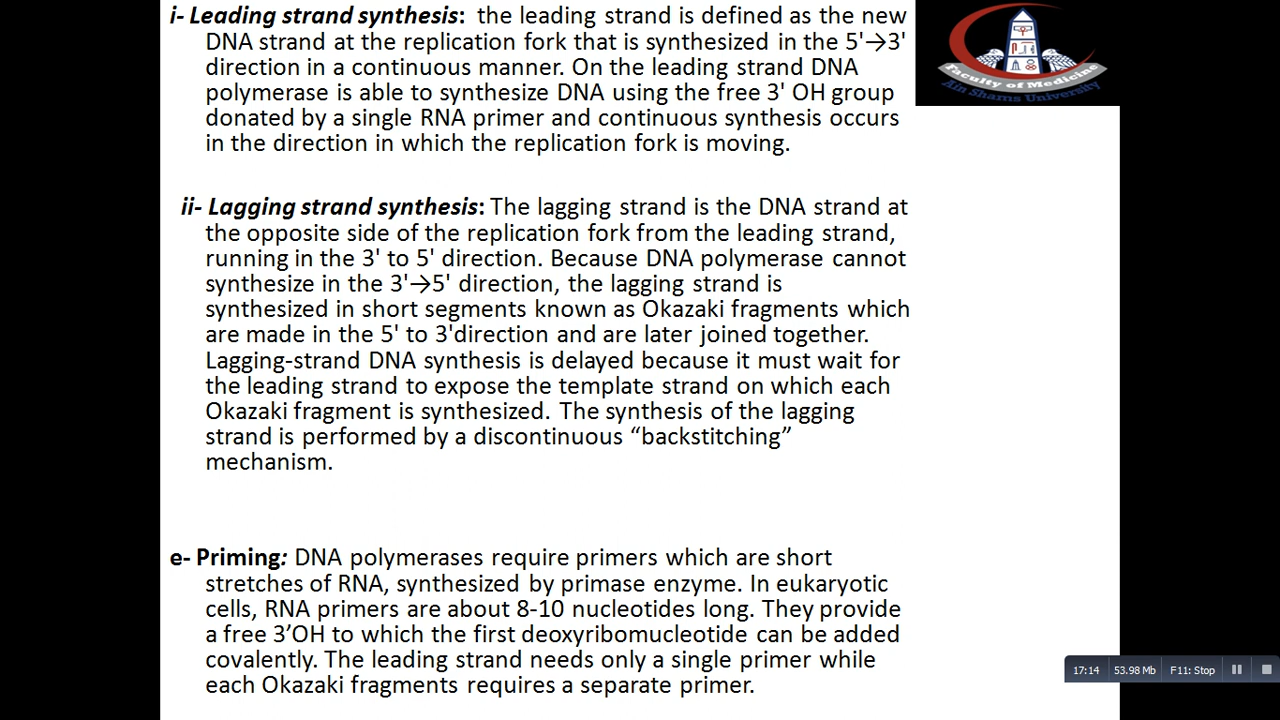 i- Leading strand synthesis: the leading strand is defined as the new
DNA strand at the replication fork that is synthesized in the 5'→3'
direction in a continuous manner. On the leading strand DNA
polymerase is able to synthesize DNA using the free 3' OH group
donated by a single RNA primer and continuous synthesis occurs
in the direction in which the replication fork is moving.
Faculty of Medicine
Ain Shams University
ii- Lagging strand synthesis: The lagging strand is the DNA strand at
the opposite side of the replication fork from the leading strand,
running in the 3' to 5' direction. Because DNA polymerase cannot
synthesize in the 3'→5' direction, the lagging strand is
synthesized in short segments known as Okazaki fragments which
are made in the 5' to 3'direction and are later joined together.
Lagging-strand DNA synthesis is delayed because it must wait for
the leading strand to expose the template strand on which each
Okazaki fragment is synthesized. The synthesis of the lagging
strand is performed by a discontinuous “backstitching”
mechanism.
e- Priming: DNA polymerases require primers which are short
stretches of RNA, synthesized by primase enzyme. In eukaryotic
cells, RNA primers are about 8-10 nucleotides long. They provide
a free 3’OH to which the first deoxyribomucleotide can be added
covalently. The leading strand needs only a single primer while
each Okazaki fragments requires a separate primer.
17:14 53.98 Mb F11: Stop